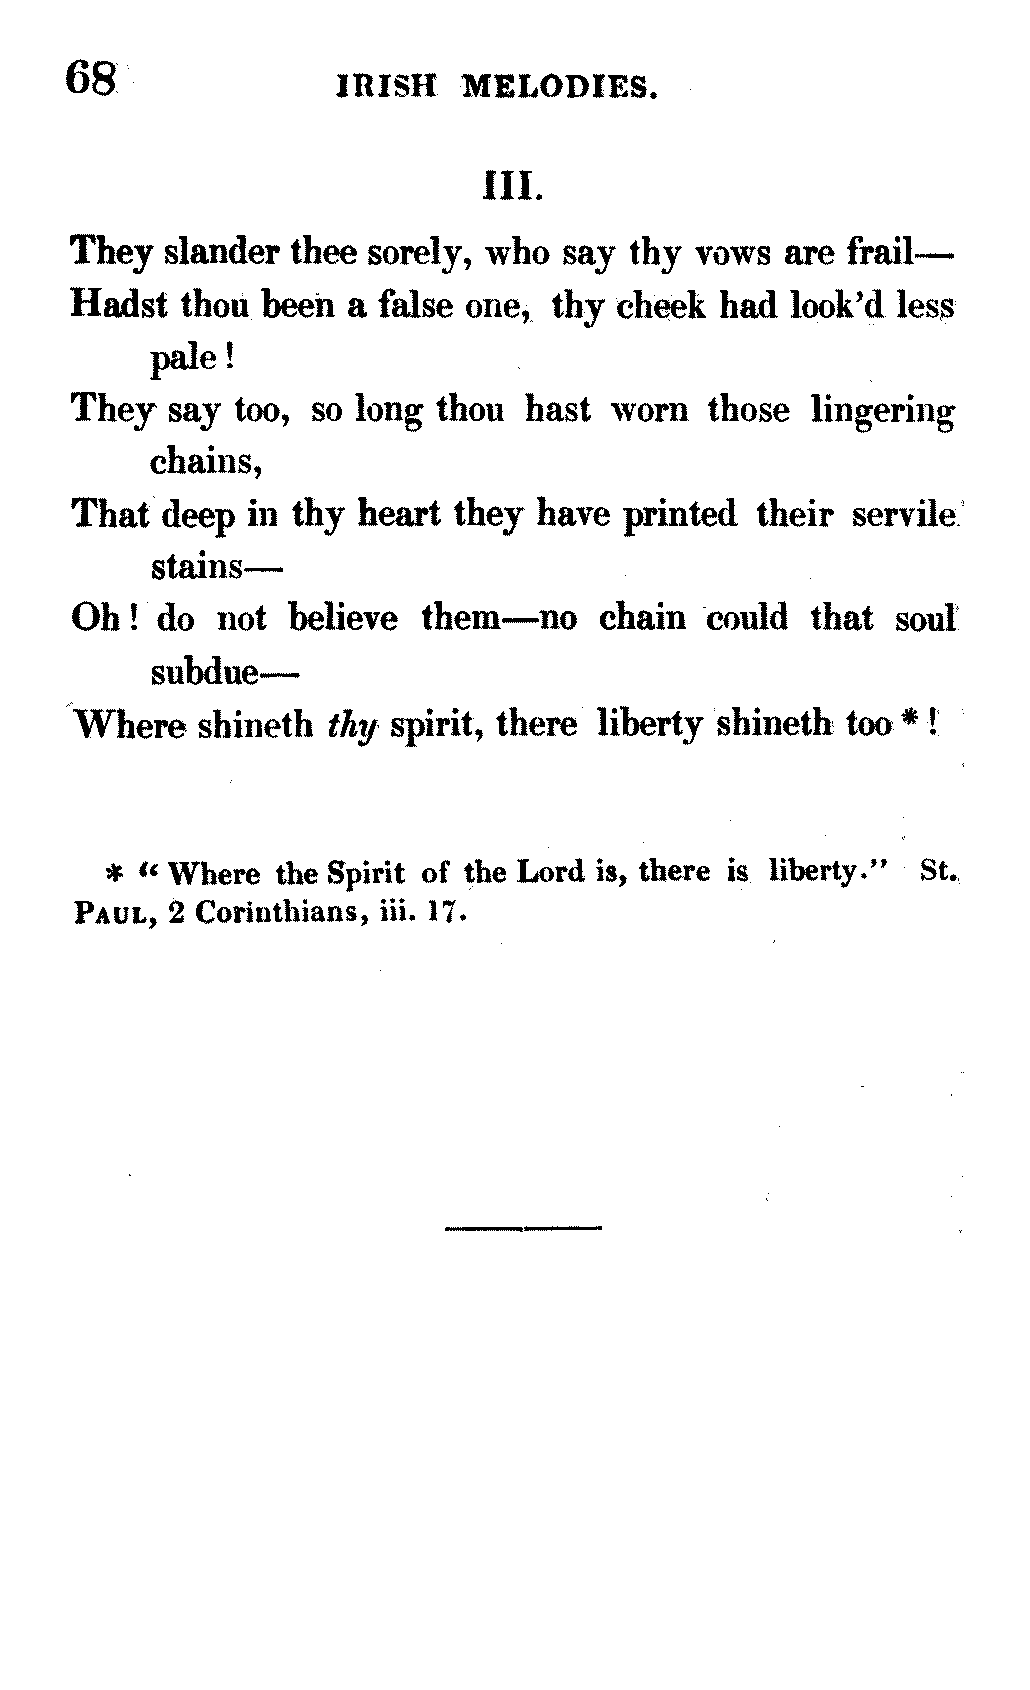 68
IRISH MELODIES.
III.
They slander thee sorely, who say thy vows are frail—
Hadst thou been a false one, thy cheek had look'd less
pale!
They say too, so long thou hast worn those lingering
chains,
That deep in thy heart they have printed their servile
stains—
Oh! do not believe them—no chain could that soul
subdue—
Where shineth thy spirit, there liberty shineth too*!
* “Where the Spirit of the Lord is, there is liberty.” St.
PAUL, 2 Corinthians, iii. 17.